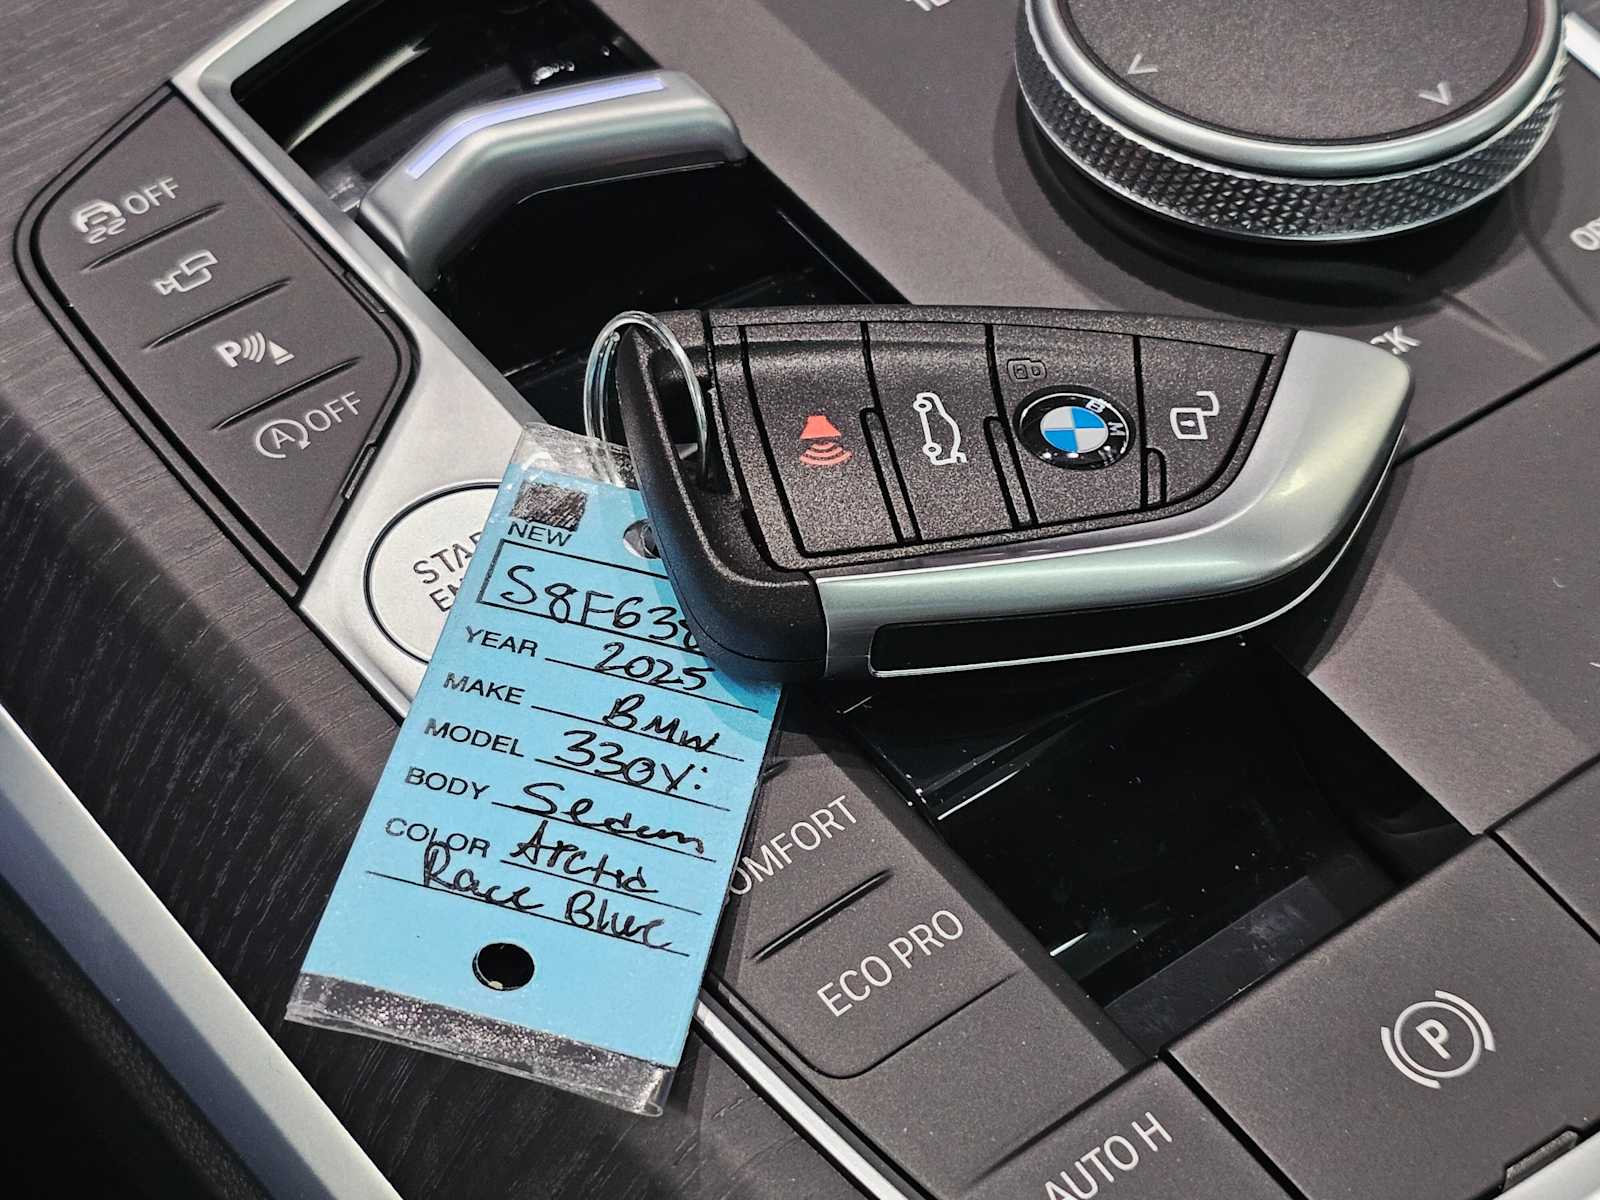 OFF
P
A OFF
START
NEW
S8F63
YEAR 2025
MAKE BMW
MODEL 330Xi
BODY Sedan
COLOR Arctic
Race Blue
BMW
COMFORT
ECO PRO
P
AUTO H